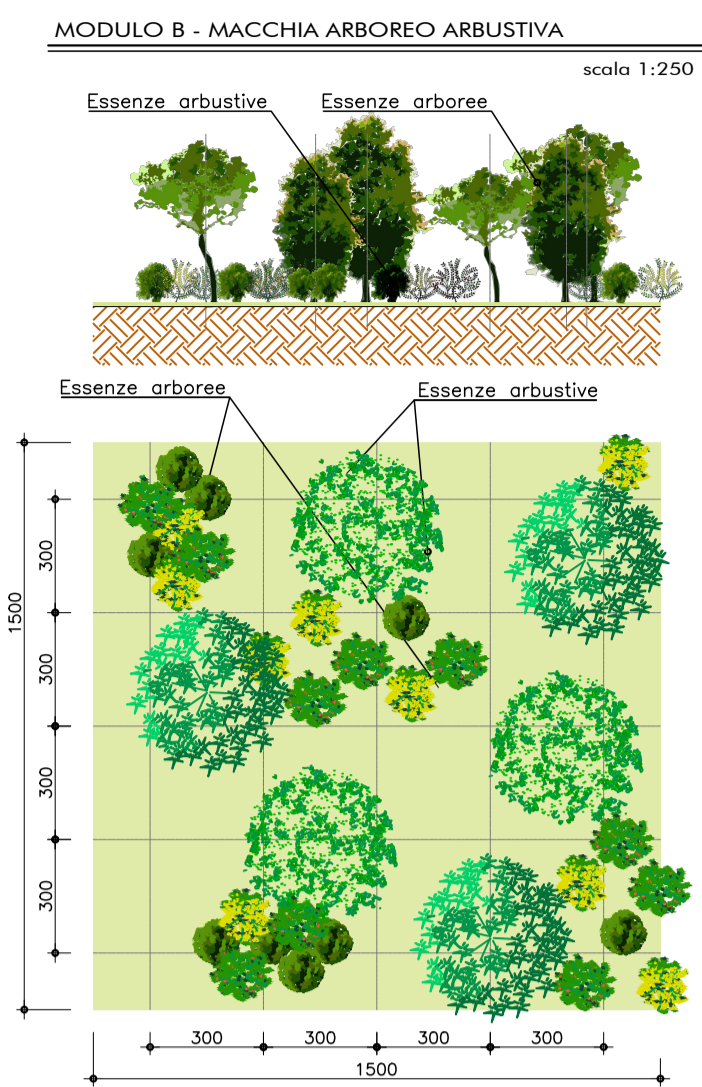 MODULO B - MACCHIA ARBOREO ARBUSTIVA
scala 1:250
Essenze arbustive
Essenze arboree
Essenze arboree
Essenze arbustive
300
1500
300
300
300
300
300
300
300
1500